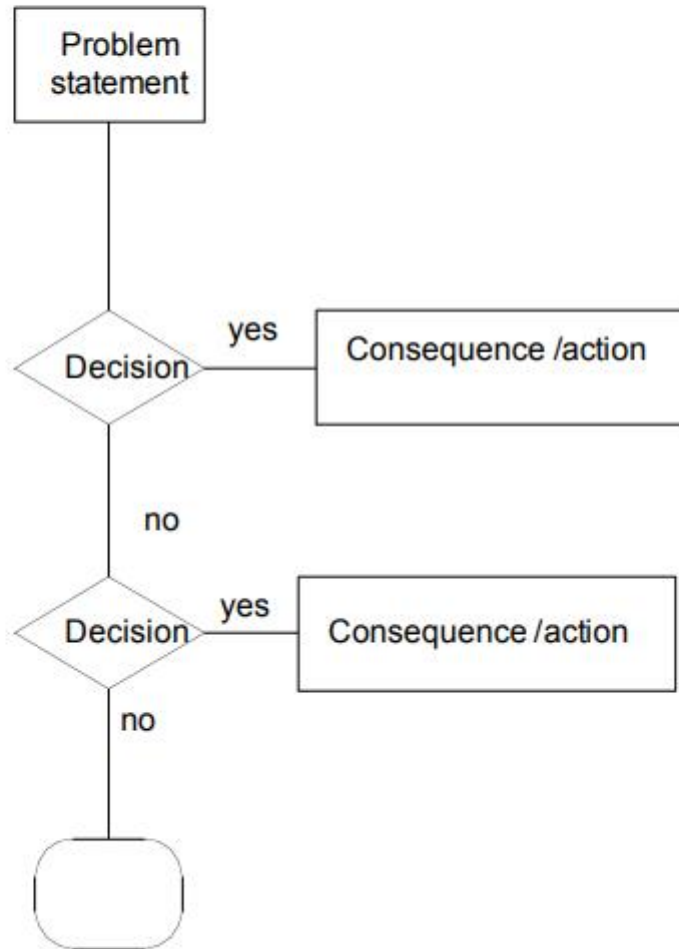 Problem
statement
yes
Decision
Consequence /action
no
yes
Decision
Consequence /action
no